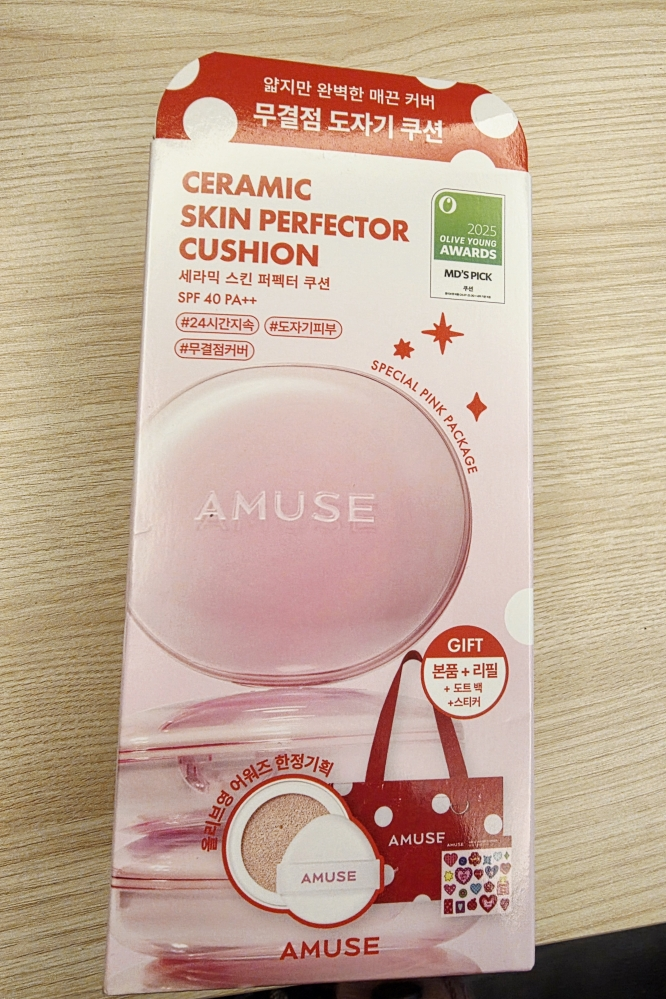 얇지만 완벽한 매끈 커버
무결점 도자기 쿠션
CERAMIC
SKIN PERFECTOR
CUSHION
세라믹 스킨 퍼펙터 쿠션
SPF 40 PA++
#24시간지속 #도자기피부
#무결점커버
2025
OLIVE YOUNG
AWARDS
MD'S PICK
쿠션
SPECIAL PINK PACKAGE
AMUSE
GIFT
본품 + 리필
+ 도트 백
+스티커
올리브영 어워즈 한정기획
AMUSE
AMUSE
AMUSE
AMUSE